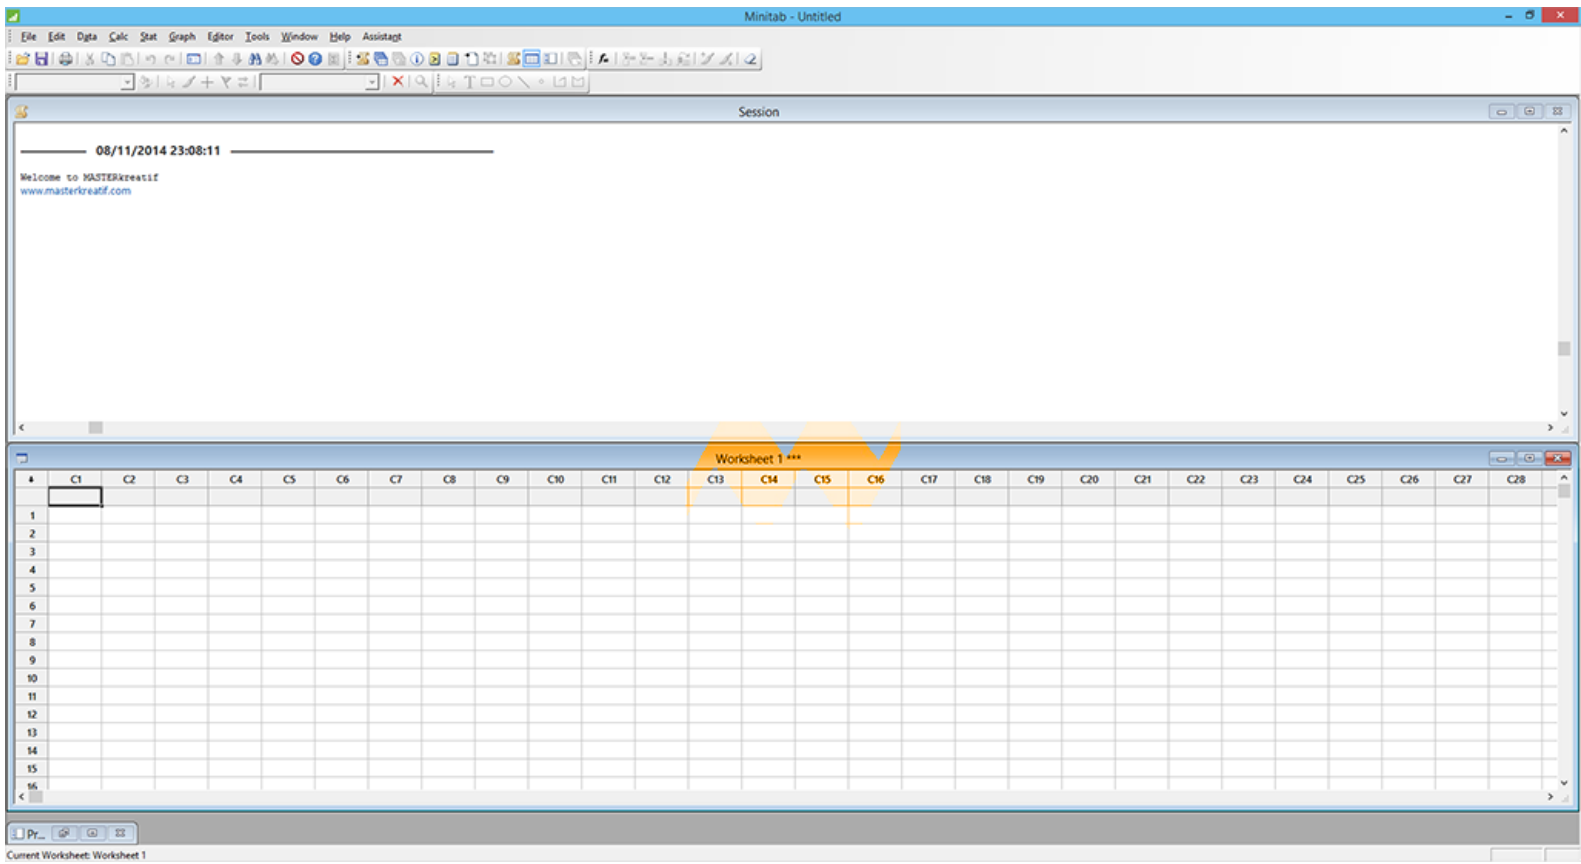 Minitab - Untitled
File Edit Data Calc Stat Graph Editor Tools Window Help Assistant
Session
08/11/2014 23:08:11
Welcome to MASTERkreatif
www.masterkreatif.com
Worksheet 1 ***
C1 C2 C3 C4 C5 C6 C7 C8 C9 C10 C11 C12 C13 C14 C15 C16 C17 C18 C19 C20 C21 C22 C23 C24 C25 C26 C27 C28
1
2
3
4
5
6
7
8
9
10
11
12
13
14
15
16
Pr...
Current Worksheet: Worksheet 1